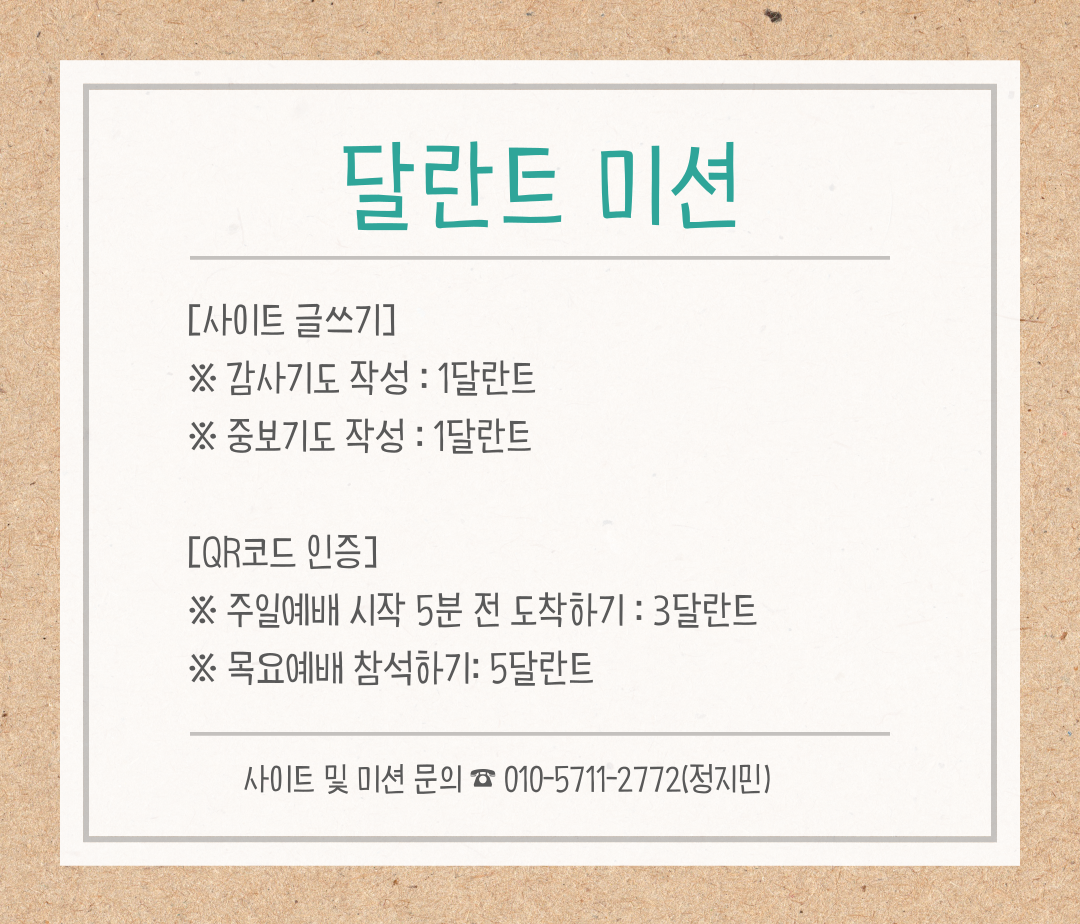 달란트 미션
[사이트 글쓰기]
※ 감사기도 작성 : 1달란트
※ 중보기도 작성 : 1달란트
[QR코드 인증]
※ 주일예배 시작 5분 전 도착하기 : 3달란트
※ 목요예배 참석하기: 5달란트
사이트 및 미션 문의 ☎ 010-5711-2772(정지민)